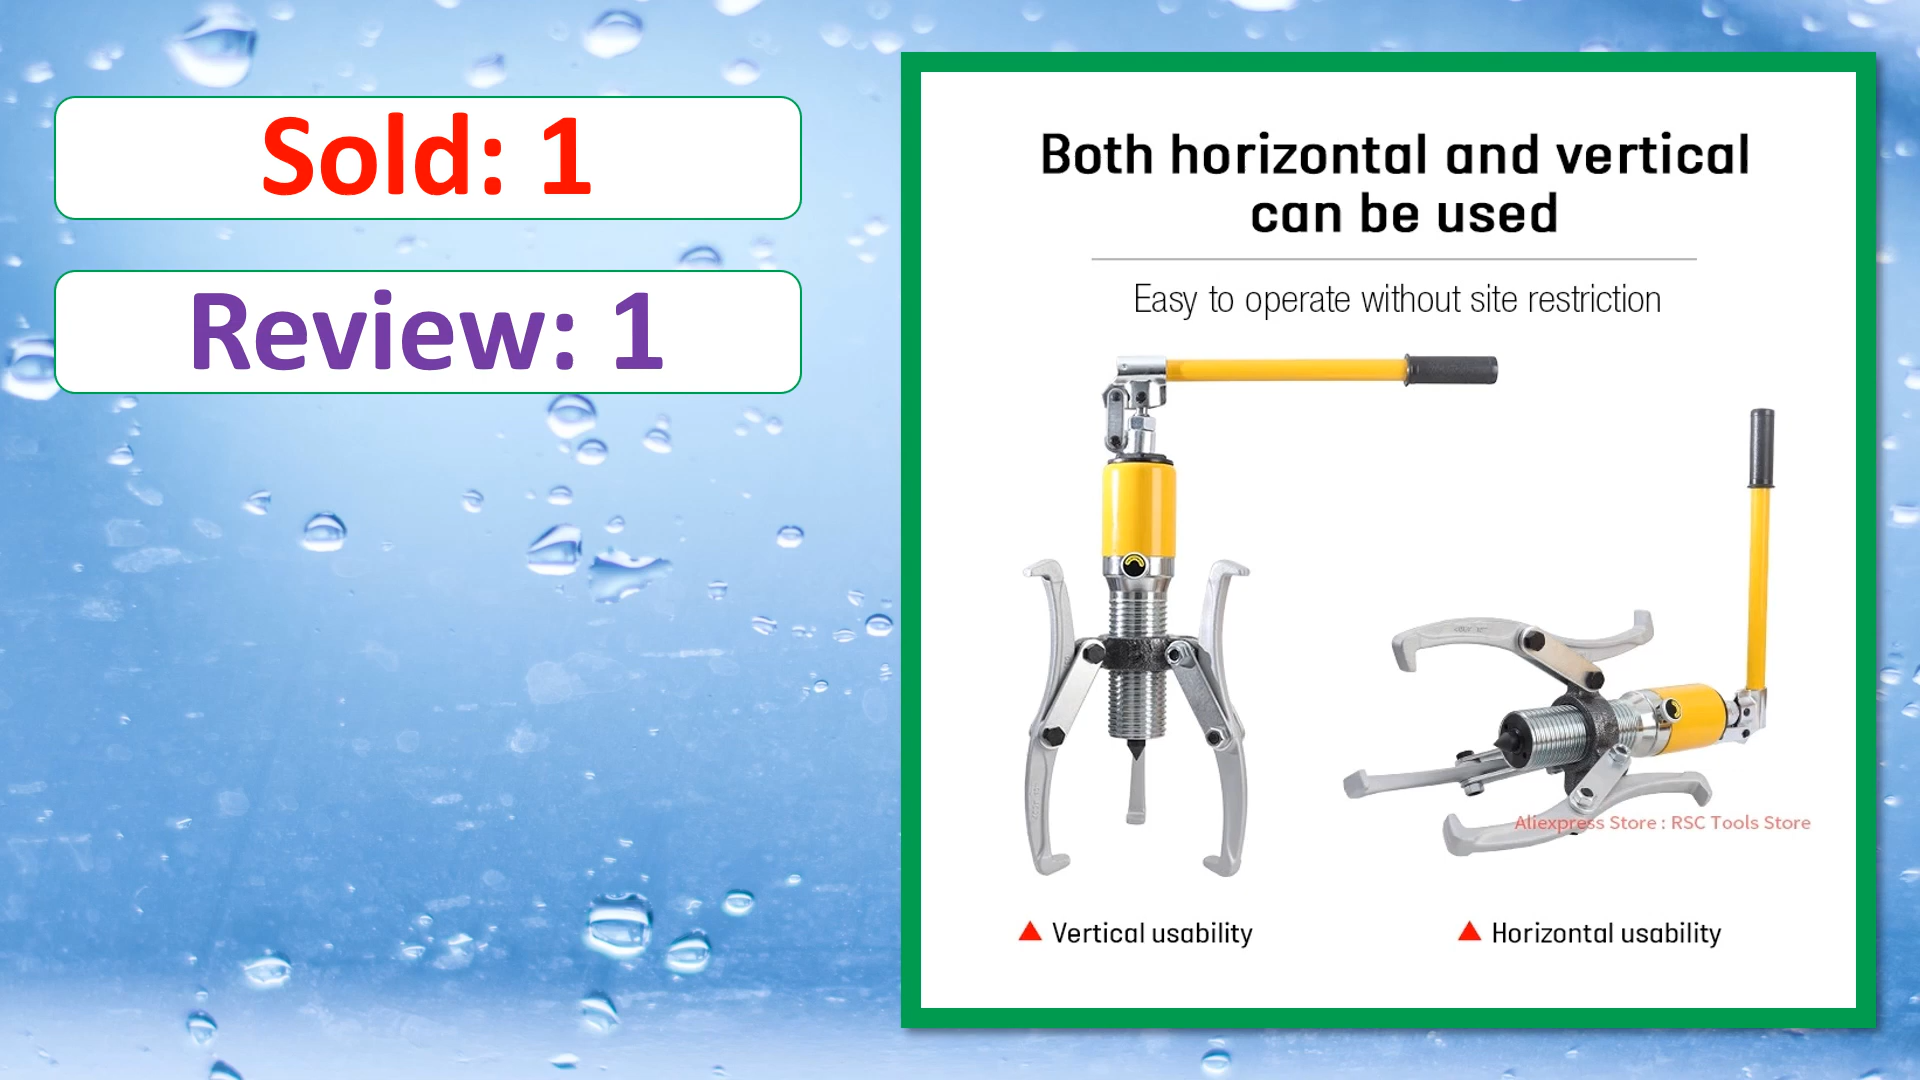 Sold: 1
Review: 1
Both horizontal and vertical
can be used
Easy to operate without site restriction
Aliexpress Store : RSC Tools Store
Vertical usability
Horizontal usability